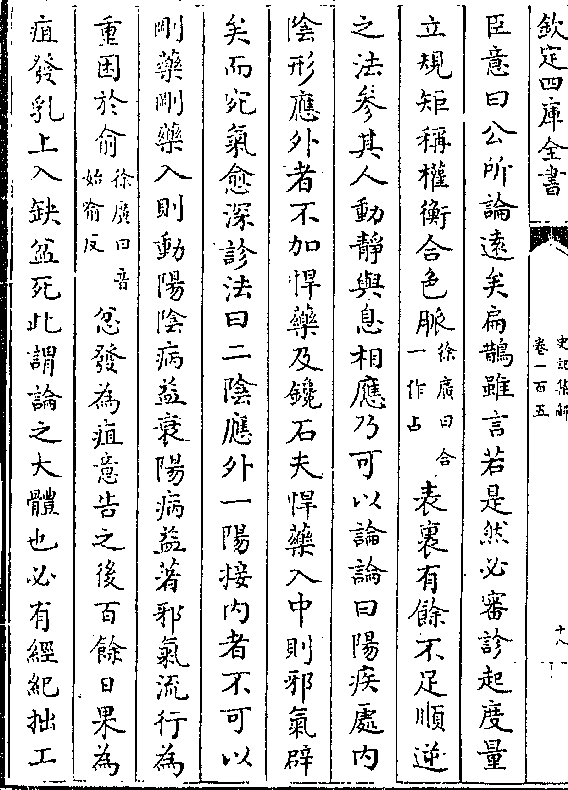 欽定四庫全書
史記集解
卷一百五
十八
臣意曰公所論遠矣扁鵲雖言若是然必審診起度量
立規矩稱權衡合色脈徐廣曰合一作占表裏有餘不足順逆
之法參其人動靜與息相應乃可以論論曰陽疾處內
陰形應外者不加悍藥及鑱石夫悍藥入中則邪氣辟
矣而宛氣愈深診法曰二陰應外一陽接內者不可以
剛藥剛藥入則動陽陰病益衰陽病益著邪氣流行為
重困於俞徐廣曰音始喻反忿發為疽意告之後百餘日果為
疽發乳上入缺盆死此謂論之大體也必有經紀拙工